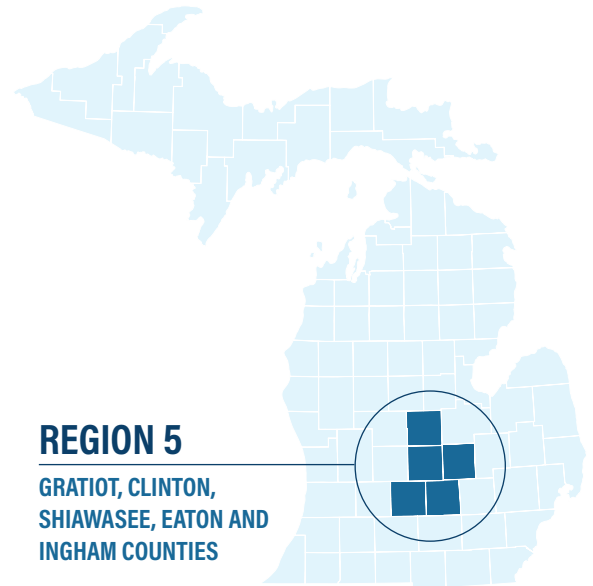 REGION 5
GRATIOT, CLINTON,
SHIAWASEE, EATON AND
INGHAM COUNTIES